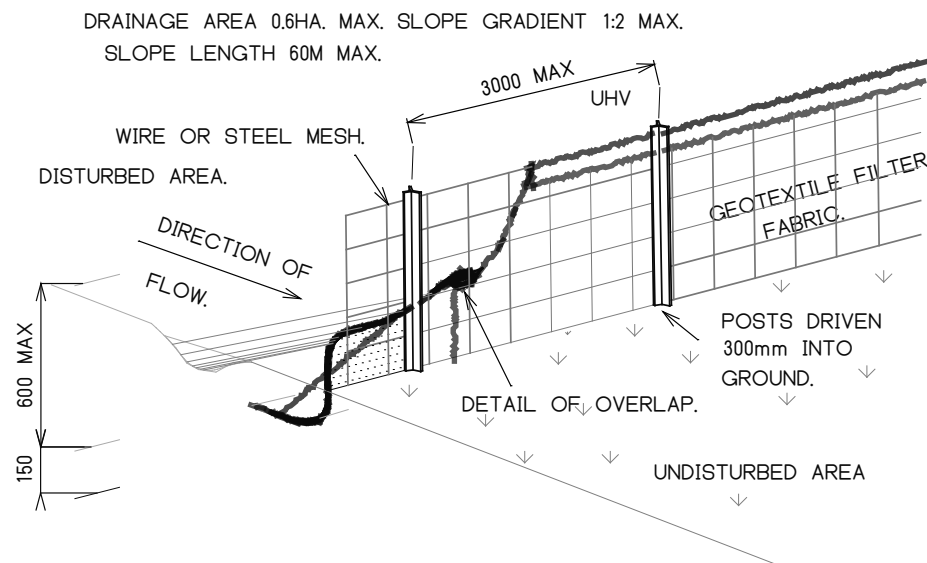 DRAINAGE AREA 0.6HA. MAX. SLOPE GRADIENT 1:2 MAX.
SLOPE LENGTH 60M MAX.
3000 MAX
UHV
WIRE OR STEEL MESH.
DISTURBED AREA.
GEOTEXTILE FILTER
FABRIC.
DIRECTION OF
FLOW.
600 MAX
150
POSTS DRIVEN
300mm INTO
GROUND.
DETAIL OF OVERLAP.
UNDISTURBED AREA